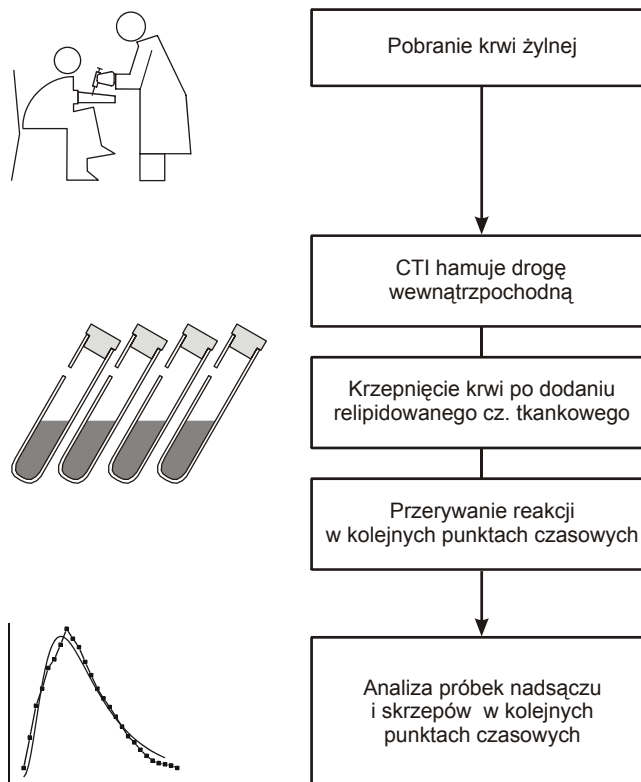 Pobranie krwi żylnej
CTI hamuje drogę
wewnątrzpochodną
Krzepnięcie krwi po dodaniu
relipidowanego cz. tkankowego
Przerywanie reakcji
w kolejnych punktach czasowych
Analiza próbek nadsączu
i skrzepów w kolejnych
punktach czasowych